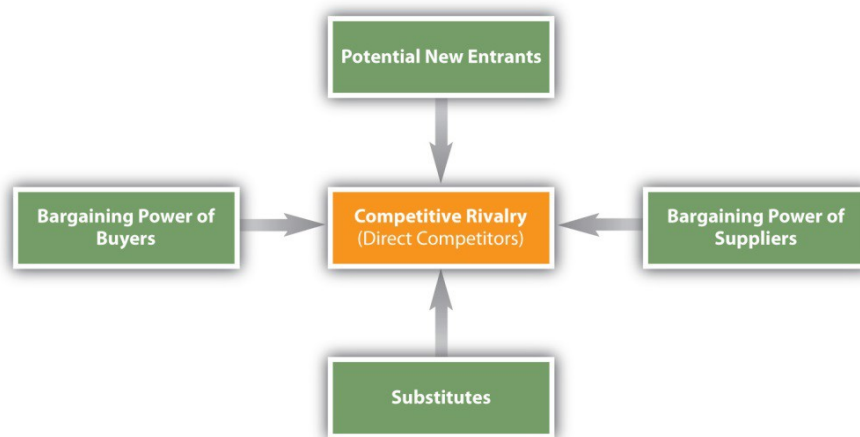 Potential New Entrants
Bargaining Power of
Buyers
Competitive Rivalry
(Direct Competitors)
Bargaining Power of
Suppliers
Substitutes